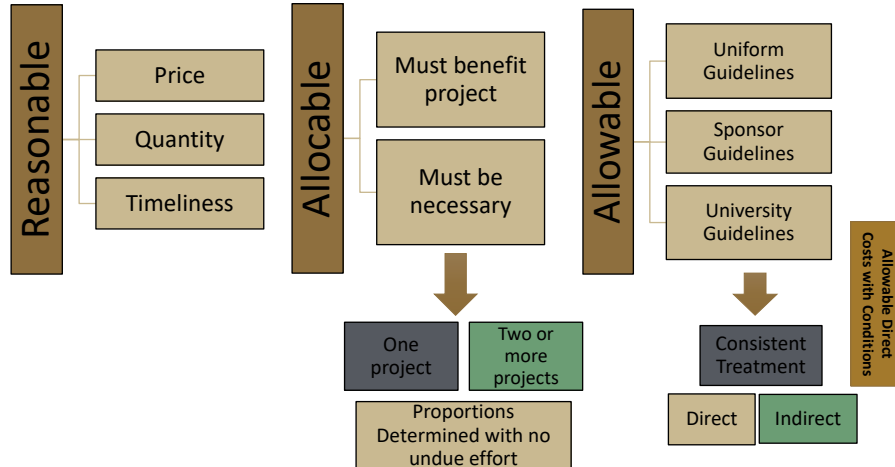 Reasonable
Price
Quantity
Timeliness
Allocable
Must benefit
project
Must be
necessary
One
project
Two or
more
projects
Proportions
Determined with no
undue effort
Allowable
Uniform
Guidelines
Sponsor
Guidelines
University
Guidelines
Consistent
Treatment
Direct
Indirect
Allowable Direct
Costs with Conditions